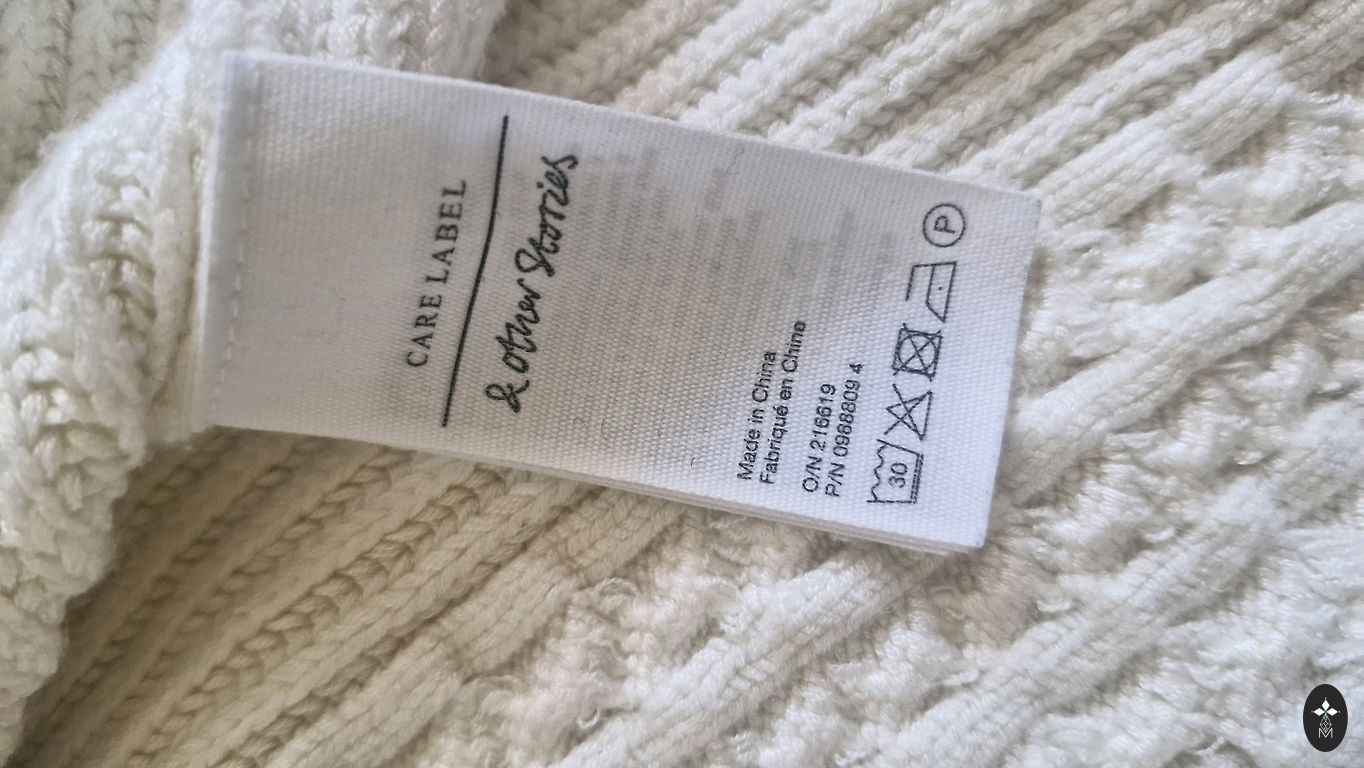 CARE LABEL
& other Stories
Made in China
Fabriqué en Chine
O/N 216619
P/N 0988809 4
30
P
M